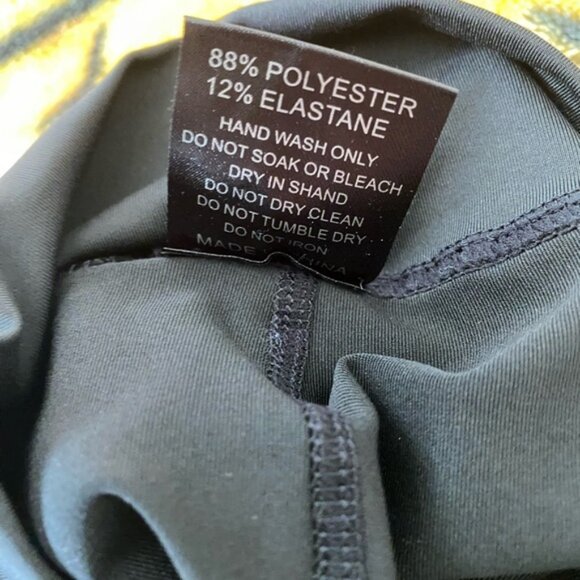 88% POLYESTER
12% ELASTANE
HAND WASH ONLY
DO NOT SOAK OR BLEACH
DRY IN SHAND
DO NOT DRY CLEAN
DO NOT TUMBLE DRY
DO NOT IRON
MADE CHINA